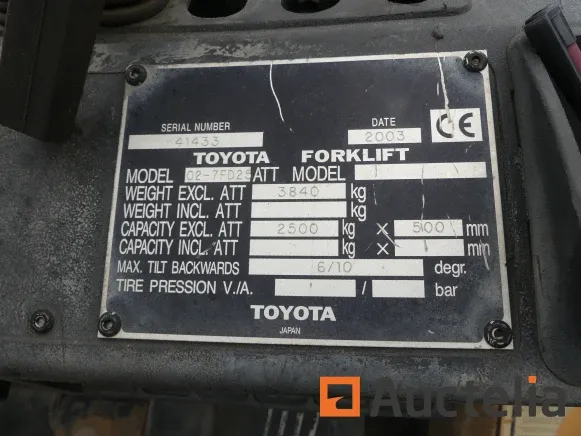 SERIAL NUMBER DATE
41433 2003 CE
TOYOTA FORKLIFT
MODEL 02-7FD25 ATT MODEL
WEIGHT EXCL. ATT 3840 kg
WEIGHT INCL. ATT kg
CAPACITY EXCL. ATT 2500 kg × 500 mm
CAPACITY INCL. ATT kg × mm
MAX. TILT BACKWARDS 6/10 degr.
TIRE PRESSION V./A. / bar
TOYOTA
JAPAN
Auctelia